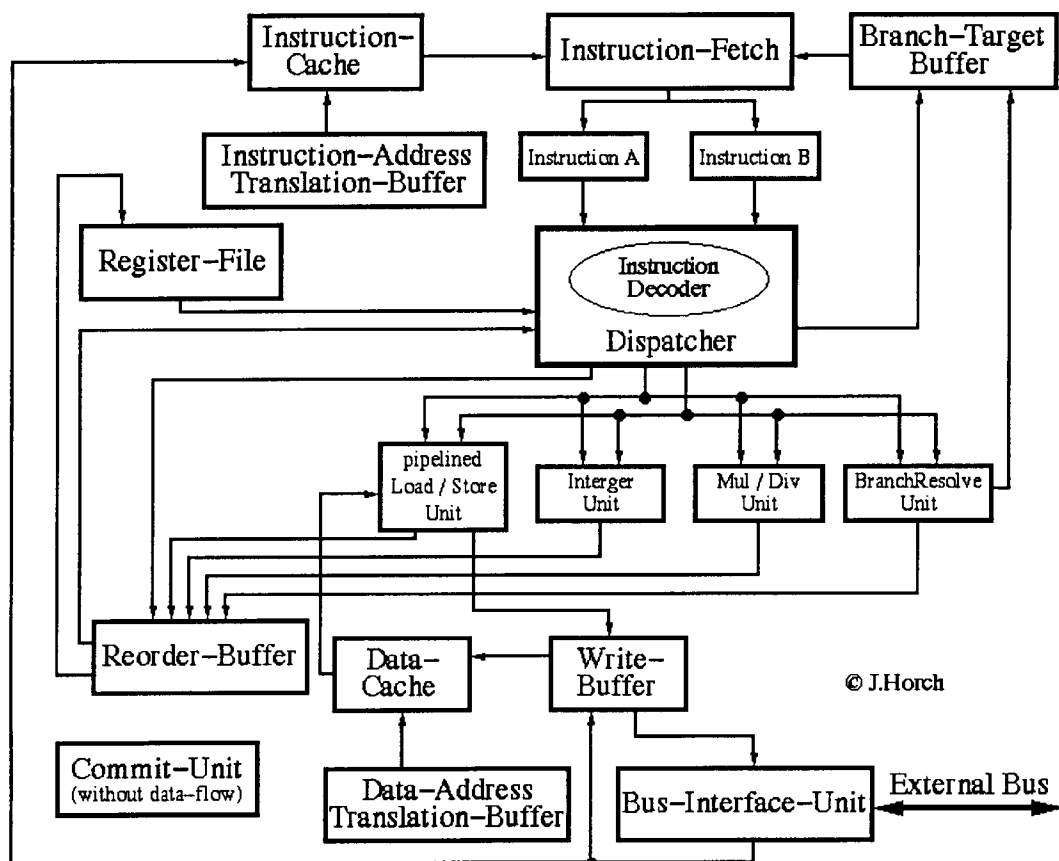 Instruction–
Cache
Instruction–Fetch
Branch–Target
Buffer
Instruction–Address
Translation–Buffer
Instruction A
Instruction B
Register–File
Instruction
Decoder
Dispatcher
pipelined
Load / Store
Unit
Interger
Unit
Mul / Div
Unit
BranchResolve
Unit
Reorder–Buffer
Data–
Cache
Write–
Buffer
© J.Horch
Commit–Unit
(without data–flow)
Data–Address
Translation–Buffer
Bus–Interface–Unit
External Bus